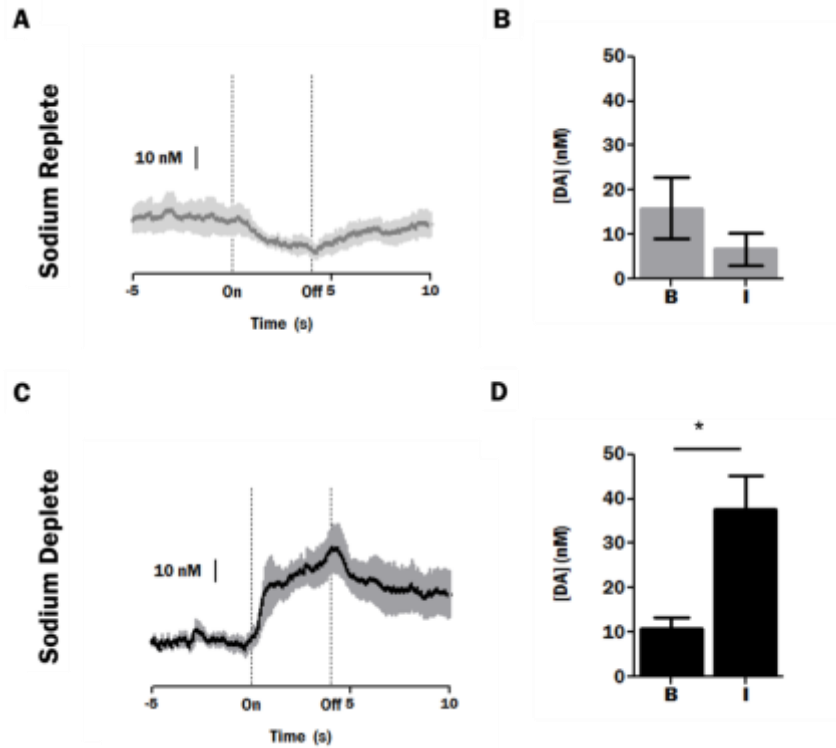 A
Sodium Replete
10 nM
-5 On Off 5 10
Time (s)
B
[DA] (nM)
50
40
30
20
10
0
B I
C
Sodium Deplete
10 nM
-5 On Off 5 10
Time (s)
D
*
[DA] (nM)
50
40
30
20
10
0
B I